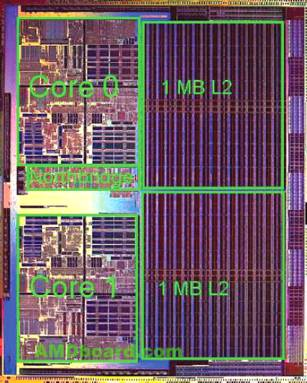 Core 0
1 MB L2
Northbridge
Core 1
1 MB L2
AMDboard.com